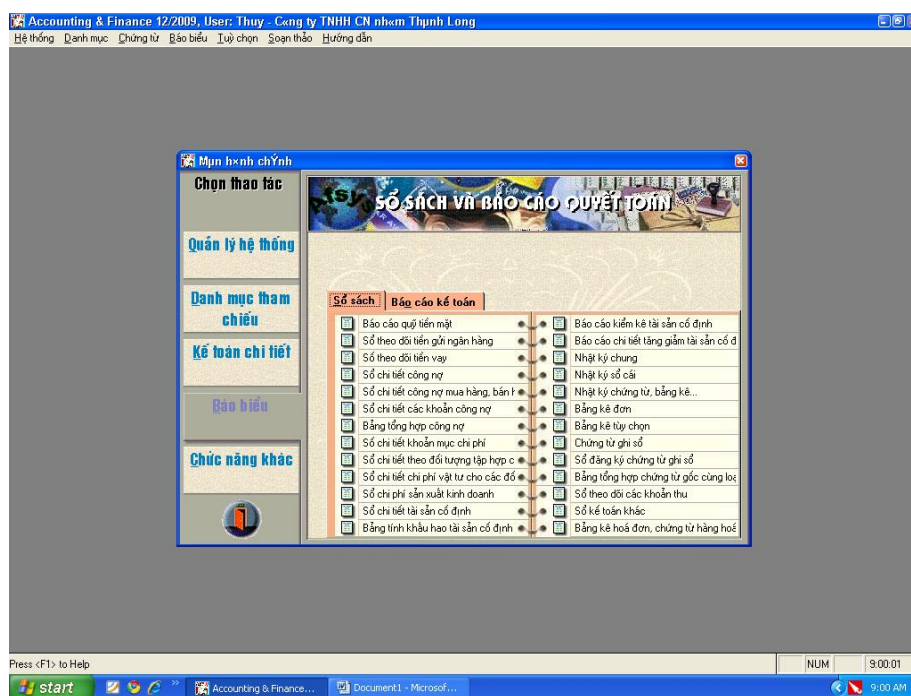 Accounting & Finance 12/2009, User: Thuy - C«ng ty TNHH CN nh«m Thµnh Long
Hệ thống Danh mục Chứng từ Báo biểu Tuỳ chọn Soạn thảo Hướng dẫn
Mµn h×nh chÝnh
Chọn thao tác
Quản lý hệ thống
Danh mục tham
chiếu
Kế toán chi tiết
Báo biểu
Chức năng khác
Afsys
SỔ SÁCH VÀ BÁO CÁO QUYẾT TOÁN
Sổ sách Báo cáo kế toán
Báo cáo quỹ tiền mặt
Sổ theo dõi tiền gửi ngân hàng
Sổ theo dõi tiền vay
Sổ chi tiết công nợ
Sổ chi tiết công nợ mua hàng, bán h
Sổ chi tiết các khoản công nợ
Bảng tổng hợp công nợ
Sổ chi tiết khoản mục chi phí
Sổ chi tiết theo đối tượng tập hợp c
Sổ chi tiết chi phí vật tư cho các đố
Sổ chi phí sản xuất kinh doanh
Sổ chi tiết tài sản cố định
Bảng tính khấu hao tài sản cố định
Báo cáo kiểm kê tài sản cố định
Báo cáo chi tiết tăng giảm tài sản cố đ
Nhật ký chung
Nhật ký sổ cái
Nhật ký chứng từ, bảng kê...
Bảng kê đơn
Bảng kê tùy chọn
Chứng từ ghi sổ
Sổ đăng ký chứng từ ghi sổ
Bảng tổng hợp chứng từ gốc cùng loạ
Sổ theo dõi các khoản thu
Sổ kế toán khác
Bảng kê hoá đơn, chứng từ hàng hoá
Press <F1> to Help NUM 9:00:01
start Accounting & Finance... Document1 - Microsof... 9:00 AM